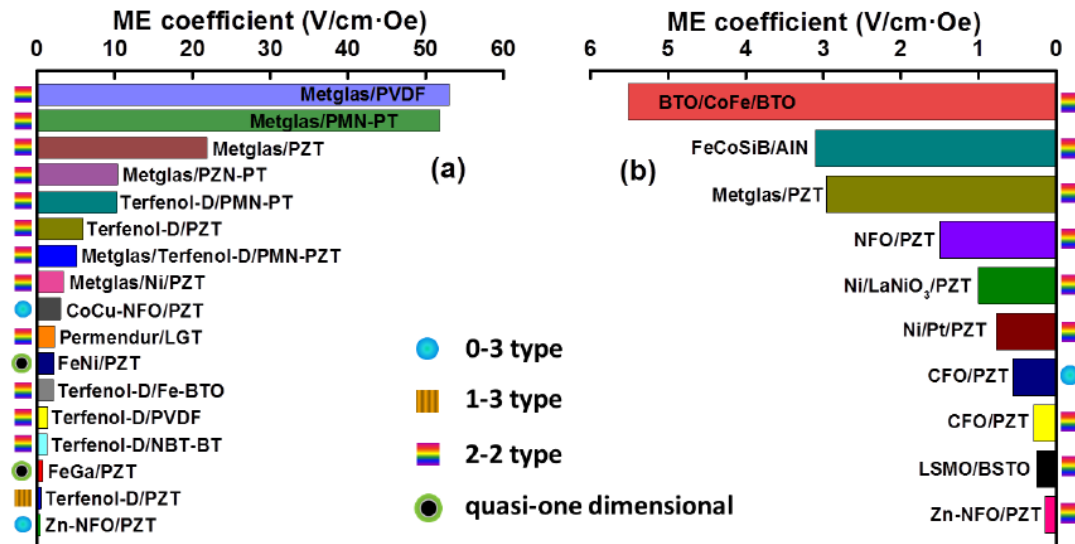 ME coefficient (V/cm·Oe)
0 10 20 30 40 50 60
Metglas/PVDF
Metglas/PMN-PT
Metglas/PZT
Metglas/PZN-PT
Terfenol-D/PMN-PT
Terfenol-D/PZT
Metglas/Terfenol-D/PMN-PZT
Metglas/Ni/PZT
CoCu-NFO/PZT
Permendur/LGT
FeNi/PZT
Terfenol-D/Fe-BTO
Terfenol-D/PVDF
Terfenol-D/NBT-BT
FeGa/PZT
Terfenol-D/PZT
Zn-NFO/PZT
(a)
0-3 type
1-3 type
2-2 type
quasi-one dimensional
ME coefficient (V/cm·Oe)
6 5 4 3 2 1 0
BTO/CoFe/BTO
FeCoSiB/AlN
Metglas/PZT
NFO/PZT
Ni/LaNiO₃/PZT
Ni/Pt/PZT
CFO/PZT
CFO/PZT
LSMO/BSTO
Zn-NFO/PZT
(b)